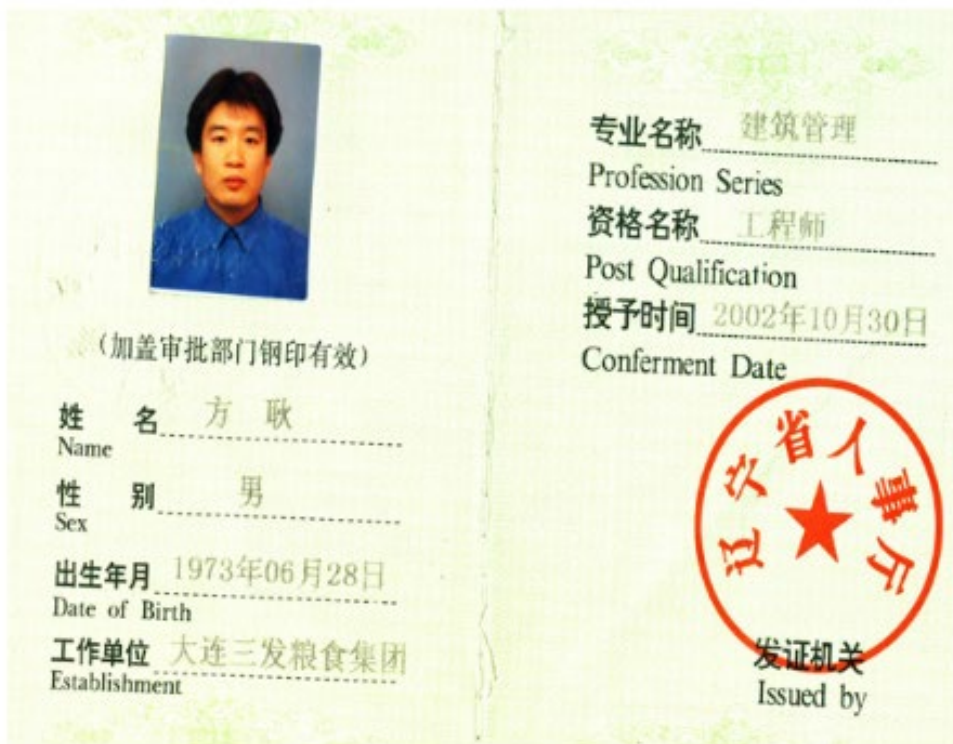 (加盖审批部门钢印有效)
姓 名 方 耿
Name
性 别 男
Sex
出生年月 1973年06月28日
Date of Birth
工作单位 大连三发粮食集团
Establishment
专业名称 建筑管理
Profession Series
资格名称 工程师
Post Qualification
授予时间 2002年10月30日
Conferment Date
辽宁省人事厅
发证机关
Issued by